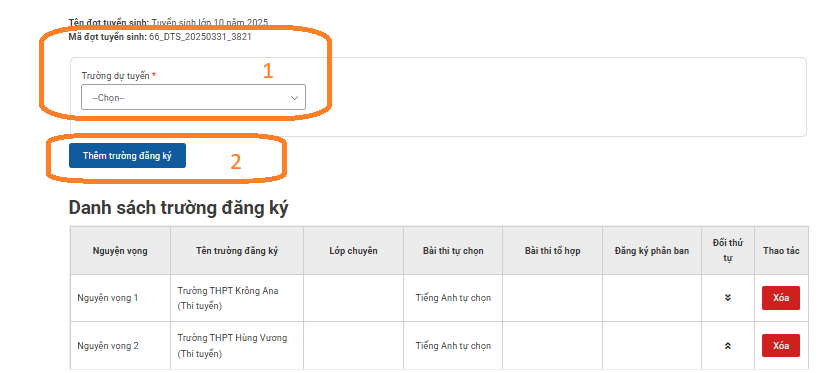 Tên đợt tuyển sinh: Tuyển sinh lớp 10 năm 2025
Mã đợt tuyển sinh: 66_DTS_20250331_3821
Trường dự tuyển *
1
--Chọn--
Thêm trường đăng ký
2
Danh sách trường đăng ký
Nguyện vọng Tên trường đăng ký Lớp chuyên Bài thi tự chọn Bài thi tổ hợp Đăng ký phân ban Đổi thứ tự Thao tác
Nguyện vọng 1 Trường THPT Krông Ana (Thi tuyển) Tiếng Anh tự chọn Xóa
Nguyện vọng 2 Trường THPT Hùng Vương (Thi tuyển) Tiếng Anh tự chọn Xóa